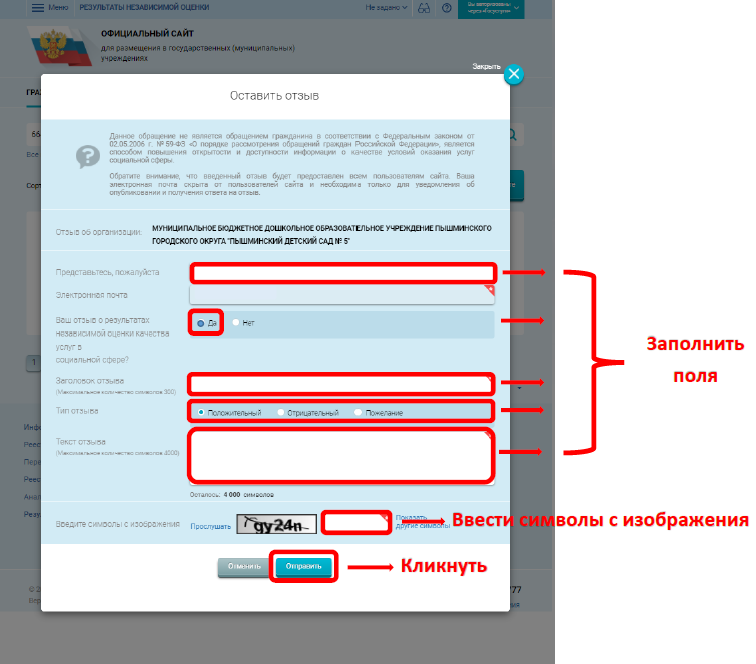 Меню РЕЗУЛЬТАТЫ НЕЗАВИСИМОЙ ОЦЕНКИ Не задано Вы авторизованы через «Госуслуги»
ОФИЦИАЛЬНЫЙ САЙТ
для размещения в государственных (муниципальных)
учреждениях
Закрыть
Оставить отзыв
Данное обращение не является обращением гражданина в соответствии с Федеральным законом от
02.05.2006 г. № 59-ФЗ «О порядке рассмотрения обращений граждан Российской Федерации», является
способом повышения открытости и доступности информации о качестве условий оказания услуг
социальной сферы.
Обратите внимание, что введенный отзыв будет предоставлен всем пользователям сайта. Ваша
электронная почта скрыта от пользователей сайта и необходима только для уведомления об
опубликовании и получения ответа на отзыв.
Отзыв об организации: МУНИЦИПАЛЬНОЕ БЮДЖЕТНОЕ ДОШКОЛЬНОЕ ОБРАЗОВАТЕЛЬНОЕ УЧРЕЖДЕНИЕ ПЫШМИНСКОГО
ГОРОДСКОГО ОКРУГА "ПЫШМИНСКИЙ ДЕТСКИЙ САД № 5"
Представьтесь, пожалуйста
Электронная почта
Ваш отзыв о результатах
независимой оценки качества
услуг в
социальной сфере?
Да Нет
Заполнить
поля
Заголовок отзыва
(Максимальное количество символов 300)
Тип отзыва Положительный Отрицательный Пожелание
Текст отзыва
(Максимальное количество символов 4000)
Осталось: 4 000 символов
Введите символы с изображения Прослушать gy24n Показать
другие символы
Ввести символы с изображения
Отменить Отправить Кликнуть